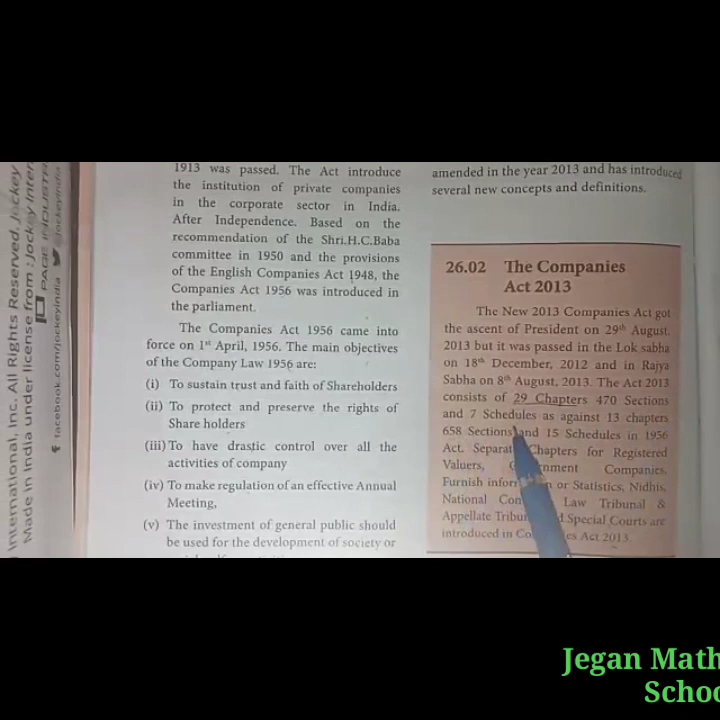 International, Inc. All Rights Reserved. Jockey
Made in India under license from : Jockey Inter
PAGE INDUSTR
facebook.com/jockeyindia
jockeyindia
1913 was passed. The Act introduce
the institution of private companies
in the corporate sector in India.
After Independence. Based on the
recommendation of the Shri.H.C.Baba
committee in 1950 and the provisions
of the English Companies Act 1948, the
Companies Act 1956 was introduced in
the parliament.
The Companies Act 1956 came into
force on 1st April, 1956. The main objectives
of the Company Law 1956 are:
(i) To sustain trust and faith of Shareholders
(ii) To protect and preserve the rights of
Share holders
(iii) To have drastic control over all the
activities of company
(iv) To make regulation of an effective Annual
Meeting,
(v) The investment of general public should
be used for the development of society or
amended in the year 2013 and has introduced
several new concepts and definitions.
26.02 The Companies
Act 2013
The New 2013 Companies Act got
the ascent of President on 29th August,
2013 but it was passed in the Lok sabha
on 18th December, 2012 and in Rajya
Sabha on 8th August, 2013. The Act 2013
consists of 29 Chapters 470 Sections
and 7 Schedules as against 13 chapters
658 Sections and 15 Schedules in 1956
Act. Separat Chapters for Registered
Valuers, nment Companies,
Furnish infor n or Statistics, Nidhis,
National Com Law Tribunal &
Appellate Tribun d Special Courts are
introduced in Co es Act 2013.
Jegan Math
Schoo